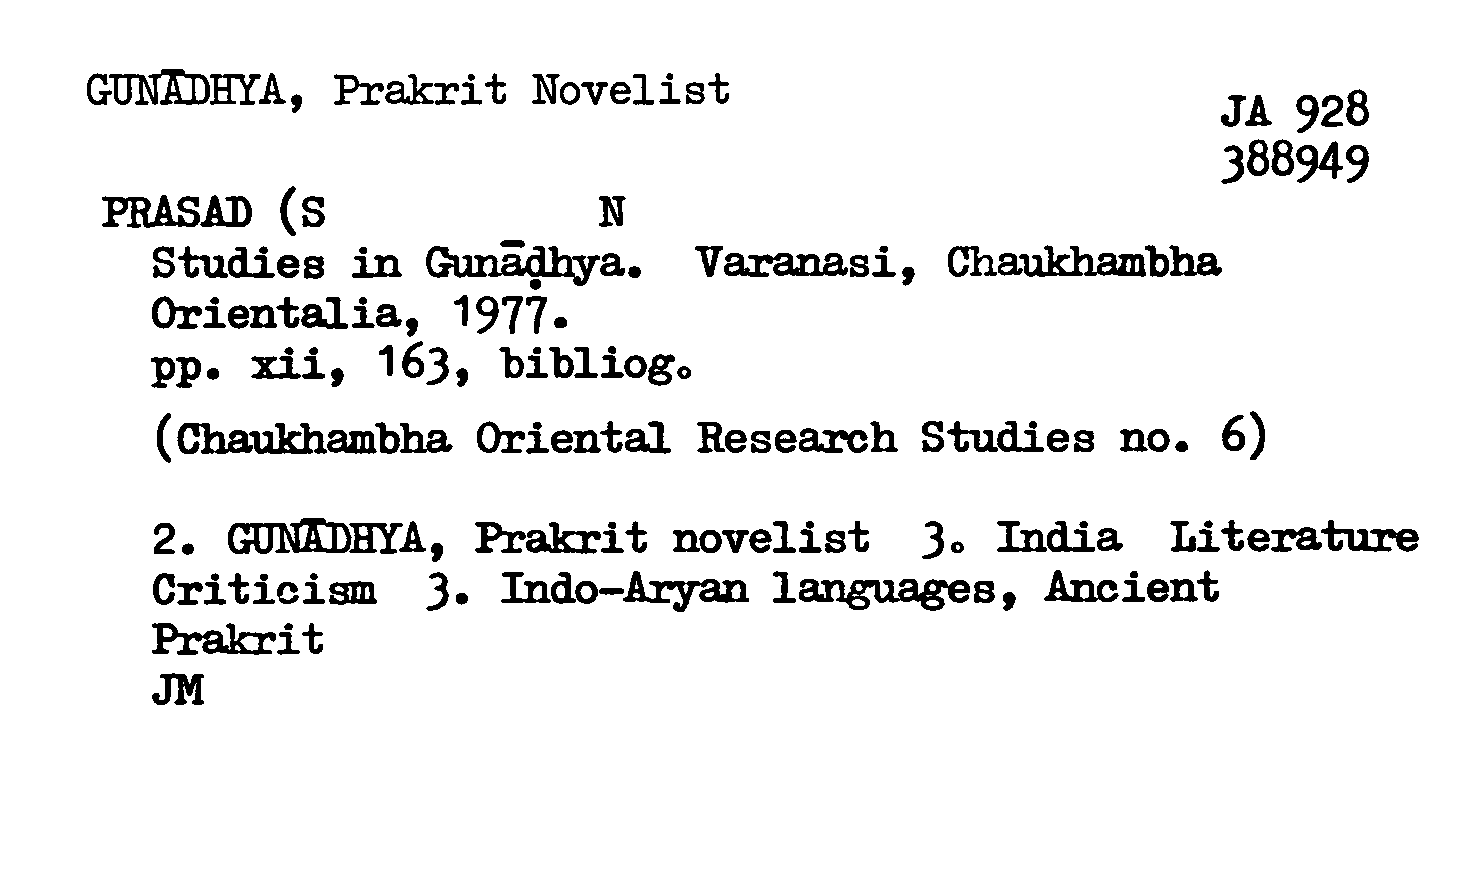 GUNĀDHYA, Prakrit Novelist
JA 928
388949
PRASAD (S N
Studies in Gunāḍhya. Varanasi, Chaukhambha
Orientalia, 1977.
pp. xii, 163, bibliog.
(Chaukhambha Oriental Research Studies no. 6)
2. GUNĀDHYA, Prakrit novelist 3. India Literature
Criticism 3. Indo-Aryan languages, Ancient
Prakrit
JM